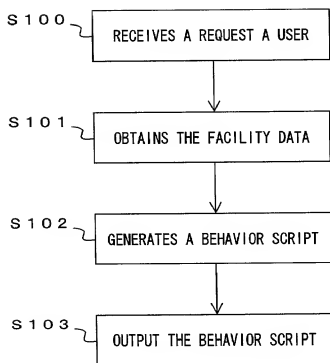 S100
RECEIVES A REQUEST A USER
S101
OBTAINS THE FACILITY DATA
S102
GENERATES A BEHAVIOR SCRIPT
S103
OUTPUT THE BEHAVIOR SCRIPT